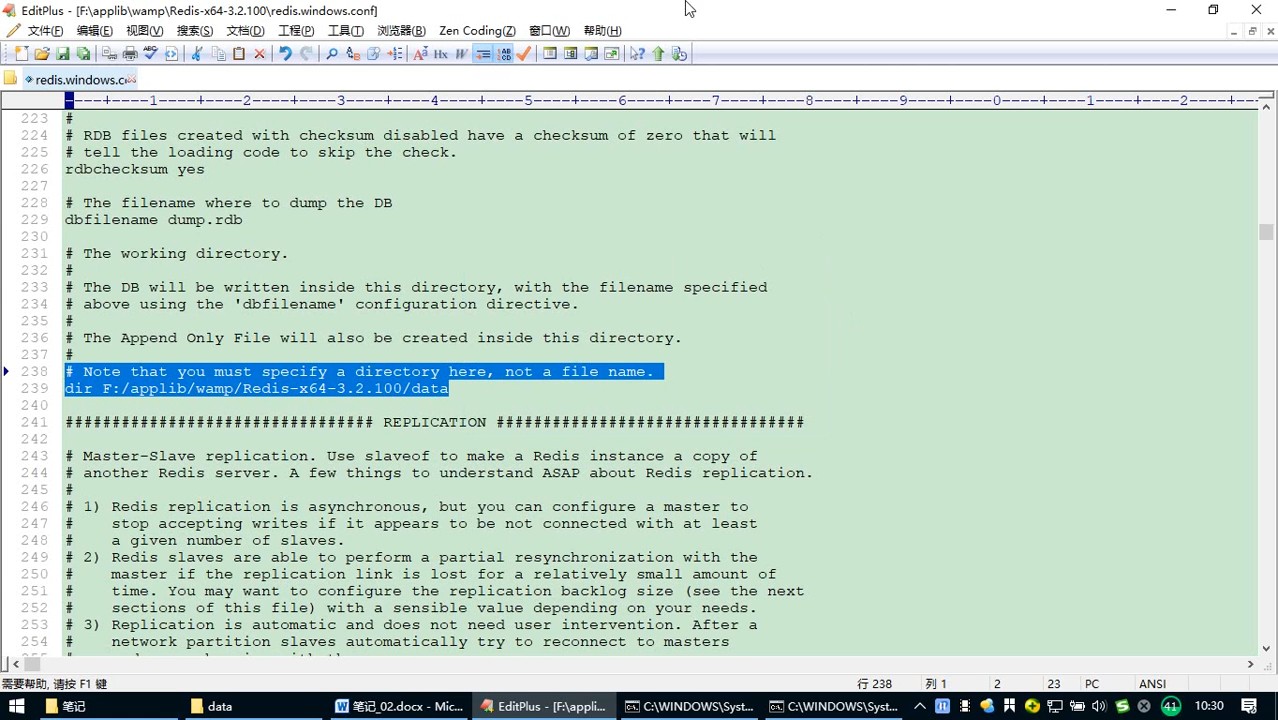 EditPlus - [F:\applib\wamp\Redis-x64-3.2.100\redis.windows.conf]
文件(F) 编辑(E) 视图(V) 搜索(S) 文档(D) 工程(P) 工具(T) 浏览器(B) Zen Coding(Z) 窗口(W) 帮助(H)
redis.windows.c
----+----1----+----2----+----3----+----4----+----5----+----6----+----7----+----8----+----9----+----0----+----1----+----2----+--
223 #
224 # RDB files created with checksum disabled have a checksum of zero that will
225 # tell the loading code to skip the check.
226 rdbchecksum yes
227
228 # The filename where to dump the DB
229 dbfilename dump.rdb
230
231 # The working directory.
232 #
233 # The DB will be written inside this directory, with the filename specified
234 # above using the 'dbfilename' configuration directive.
235 #
236 # The Append Only File will also be created inside this directory.
237 #
238 # Note that you must specify a directory here, not a file name.
239 dir F:/applib/wamp/Redis-x64-3.2.100/data
240
241 ################################ REPLICATION #################################
242
243 # Master-Slave replication. Use slaveof to make a Redis instance a copy of
244 # another Redis server. A few things to understand ASAP about Redis replication.
245 #
246 # 1) Redis replication is asynchronous, but you can configure a master to
247 #    stop accepting writes if it appears to be not connected with at least
248 #    a given number of slaves.
249 # 2) Redis slaves are able to perform a partial resynchronization with the
250 #    master if the replication link is lost for a relatively small amount of
251 #    time. You may want to configure the replication backlog size (see the next
252 #    sections of this file) with a sensible value depending on your needs.
253 # 3) Replication is automatic and does not need user intervention. After a
254 #    network partition slaves automatically try to reconnect to masters
需要帮助, 请按 F1 键 行 238 列 1 2 23 PC ANSI
笔记 data 笔记_02.docx - Mic... EditPlus - [F:\appli... C:\WINDOWS\Syst... C:\WINDOWS\Syst... 41 10:30